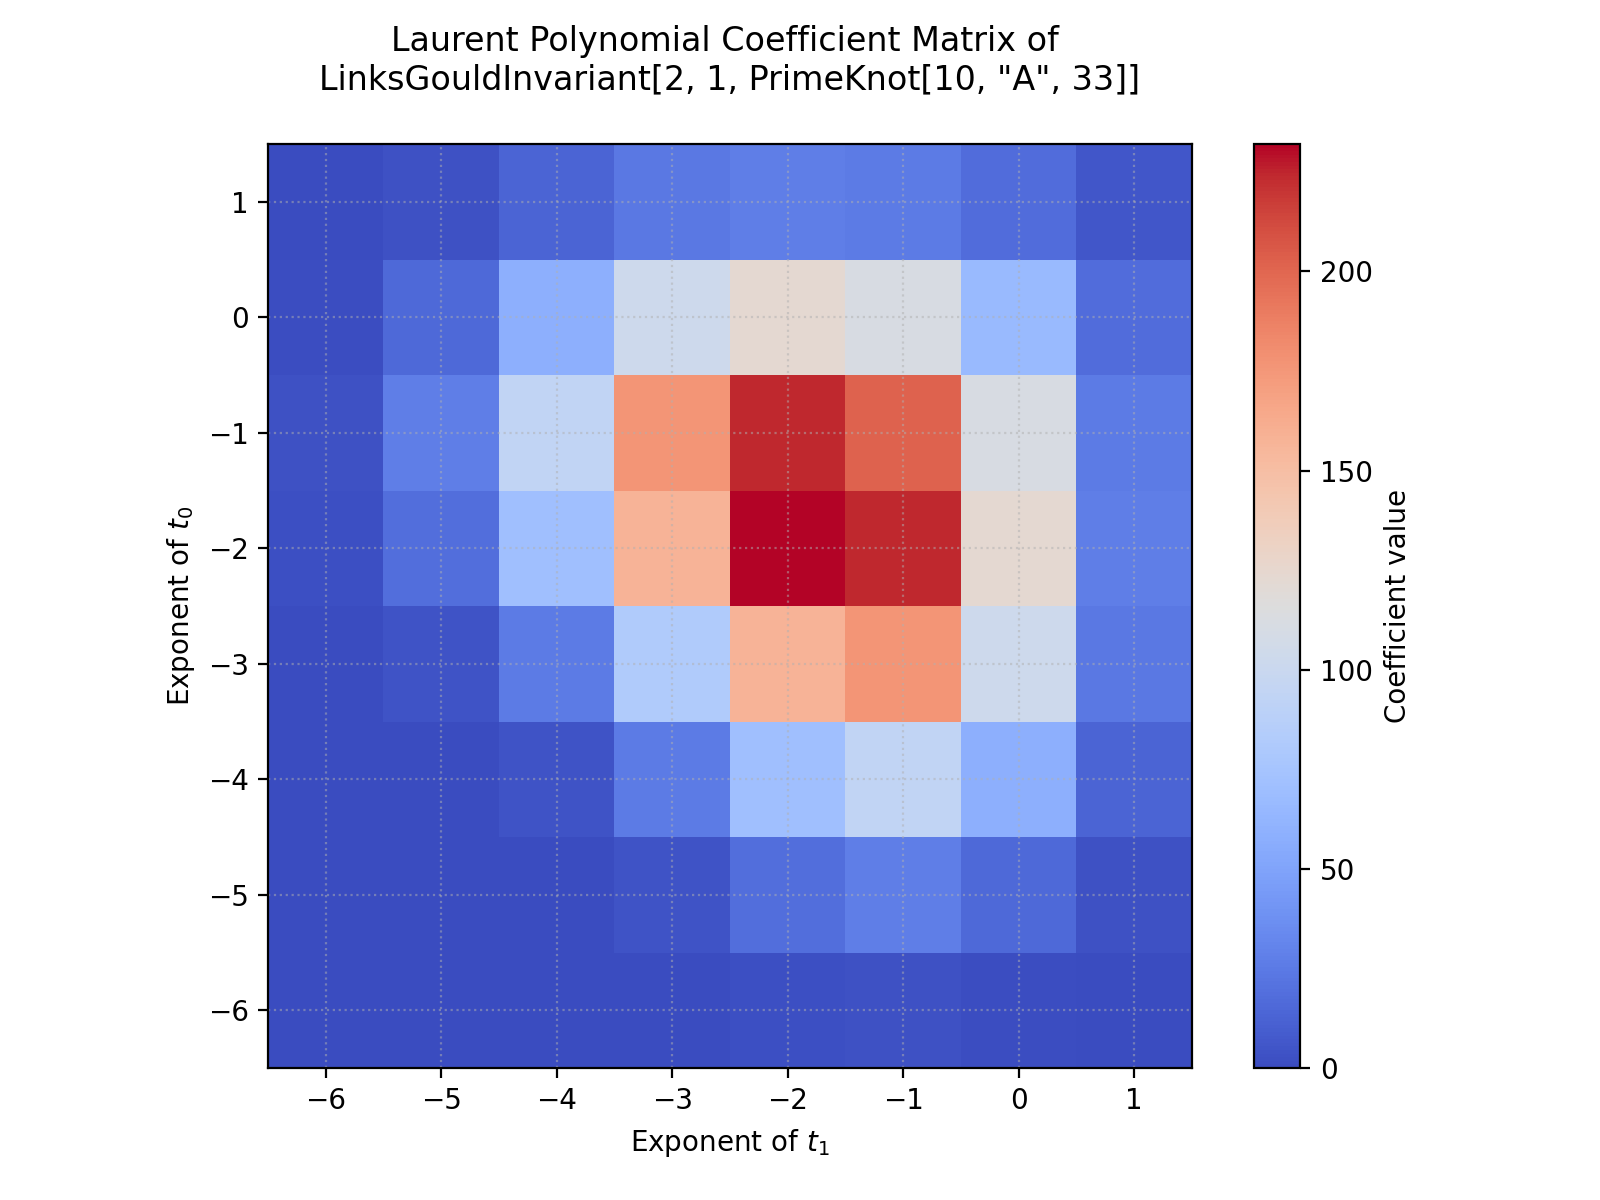 Laurent Polynomial Coefficient Matrix of
LinksGouldInvariant[2, 1, PrimeKnot[10, "A", 33]]
1
0
−1
−2
−3
−4
−5
−6
Exponent of t₀
−6 −5 −4 −3 −2 −1 0 1
Exponent of t₁
200
150
100
50
0
Coefficient value